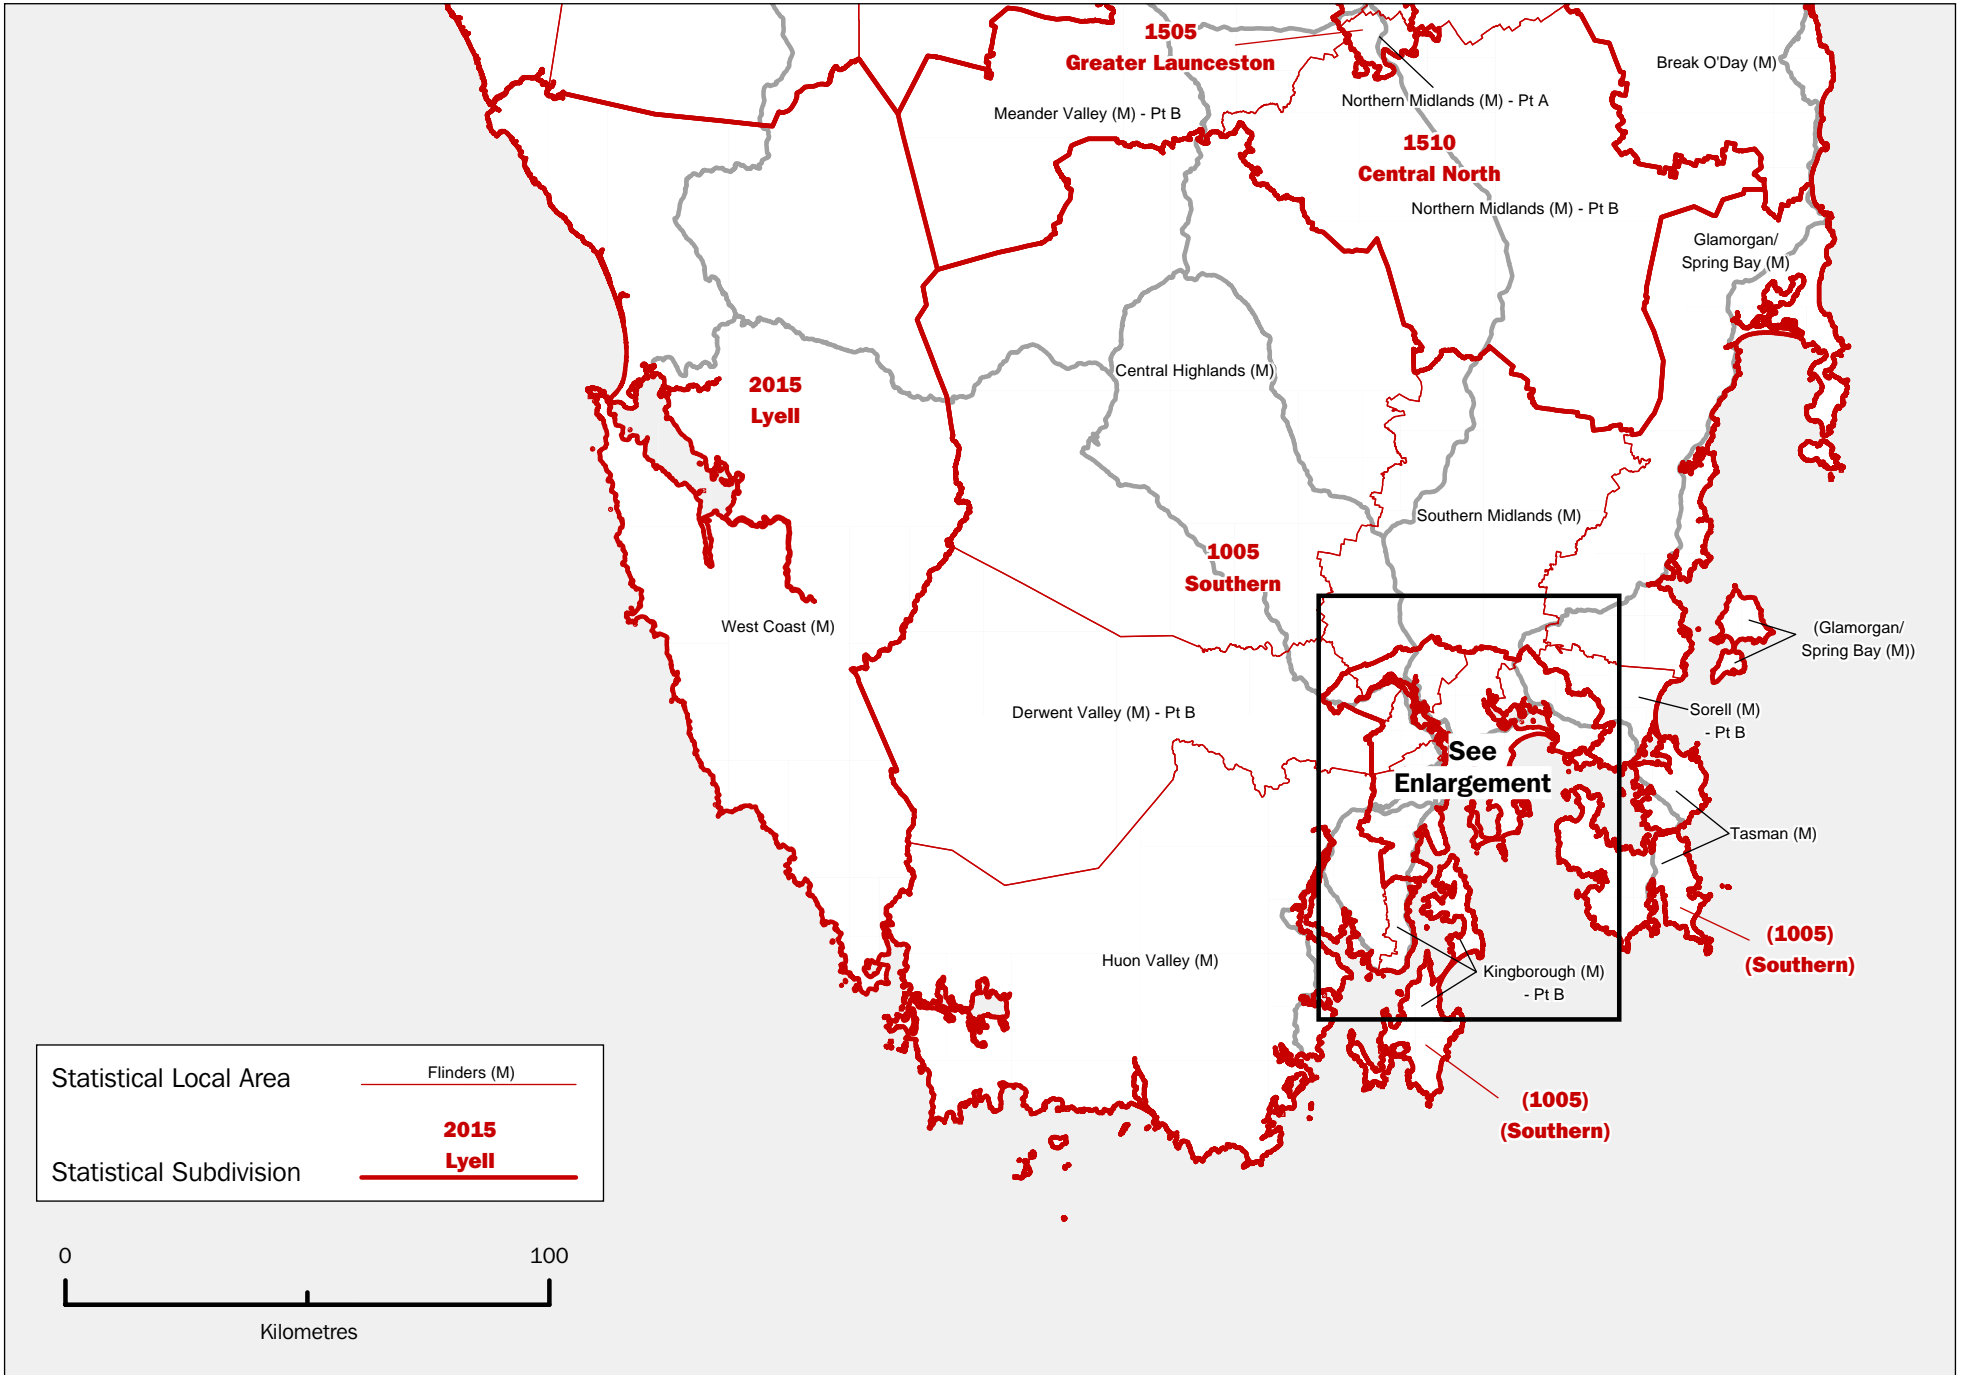 1505
Greater Launceston
Break O'Day (M)
Northern Midlands (M) - Pt A
Meander Valley (M) - Pt B
1510
Central North
Northern Midlands (M) - Pt B
Glamorgan/
Spring Bay (M)
Central Highlands (M)
2015
Lyell
Southern Midlands (M)
1005
Southern
West Coast (M)
(Glamorgan/
Spring Bay (M))
Derwent Valley (M) - Pt B
Sorell (M)
- Pt B
See
Enlargement
Tasman (M)
(1005)
(Southern)
Huon Valley (M)
Kingborough (M)
- Pt B
(1005)
(Southern)
Statistical Local Area
Flinders (M)
2015
Lyell
Statistical Subdivision
0 100
Kilometres